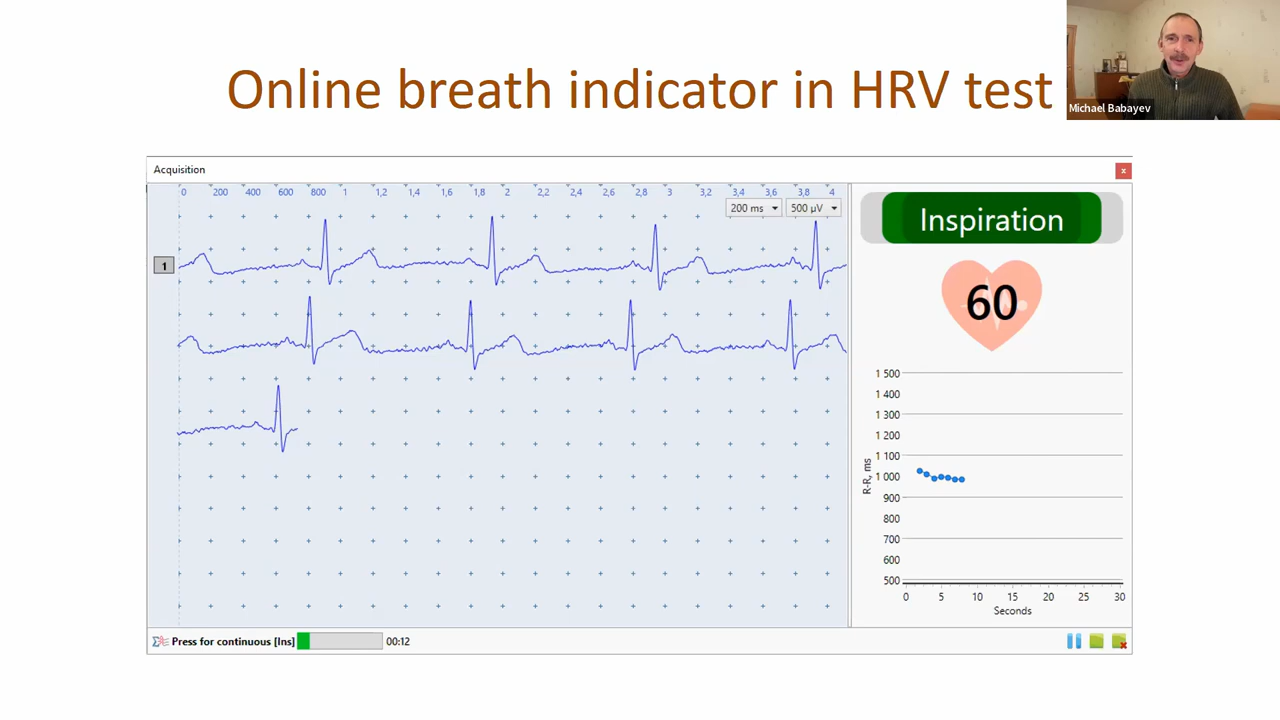 Online breath indicator in HRV test
Michael Babayev
Acquisition
x
0 200 400 600 800 1 1,2 1,4 1,6 1,8 2 2,2 2,4 2,6 2,8 3 3,2 3,4 3,6 3,8 4
200 ms 500 µV
Inspiration
1
60
1 500
1 400
1 300
1 200
1 100
1 000
900
800
700
600
500
R-R, ms
0 5 10 15 20 25 30
Seconds
Press for continuous [Ins] 00:12